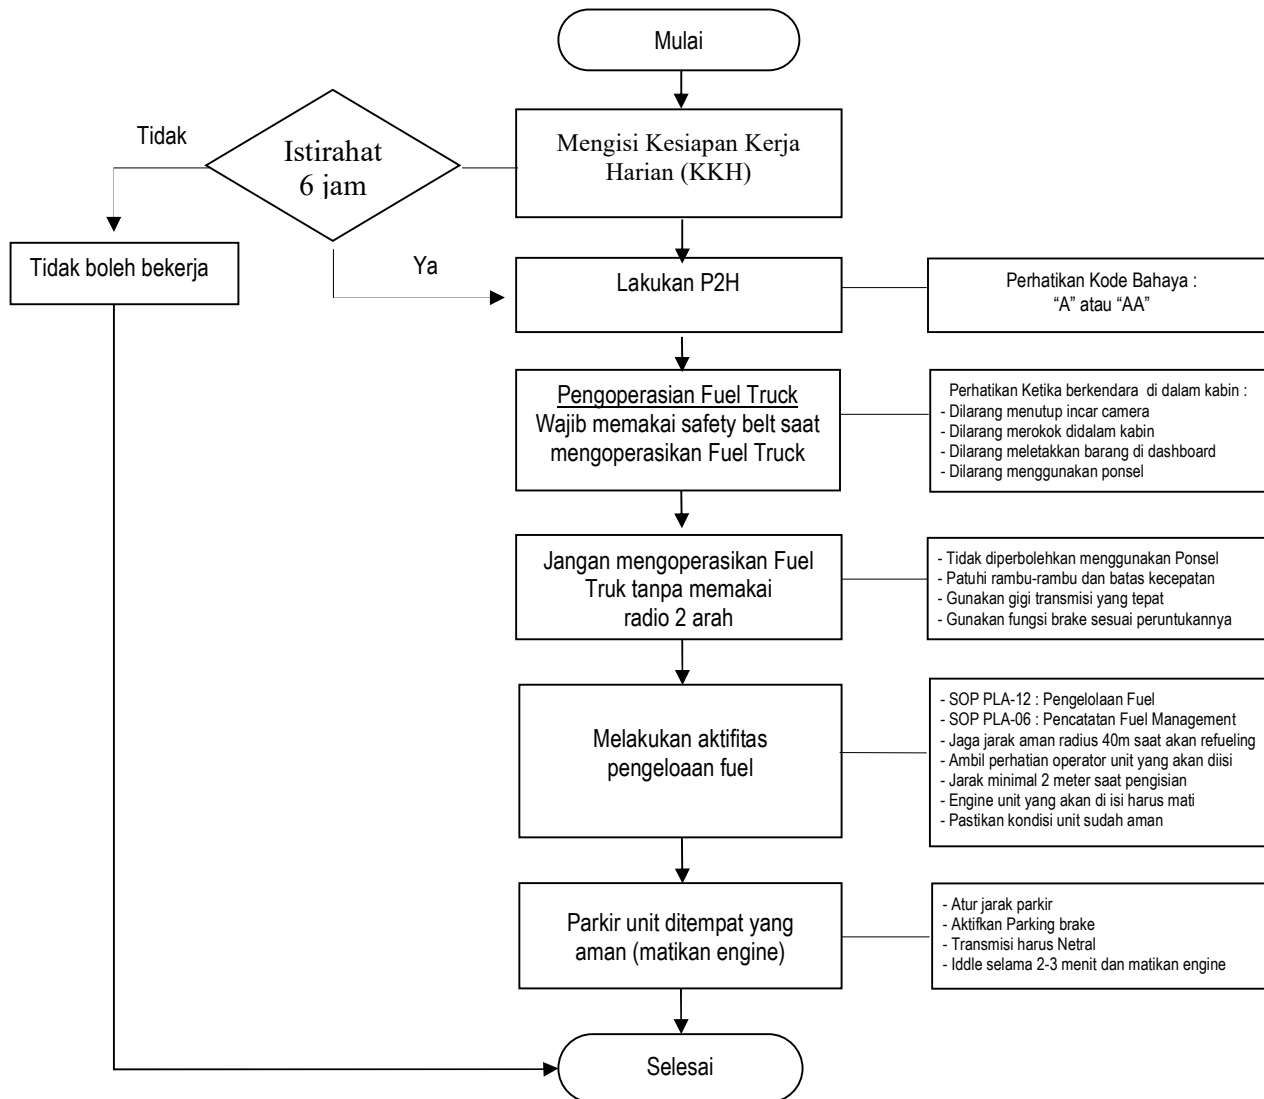 Mulai
Tidak
Istirahat
6 jam
Mengisi Kesiapan Kerja
Harian (KKH)
Tidak boleh bekerja
Ya
Lakukan P2H
Perhatikan Kode Bahaya :
“A” atau “AA”
Pengoperasian Fuel Truck
Wajib memakai safety belt saat
mengoperasikan Fuel Truck
Perhatikan Ketika berkendara di dalam kabin :
- Dilarang menutup incar camera
- Dilarang merokok didalam kabin
- Dilarang meletakkan barang di dashboard
- Dilarang menggunakan ponsel
Jangan mengoperasikan Fuel
Truk tanpa memakai
radio 2 arah
- Tidak diperbolehkan menggunakan Ponsel
- Patuhi rambu-rambu dan batas kecepatan
- Gunakan gigi transmisi yang tepat
- Gunakan fungsi brake sesuai peruntukannya
Melakukan aktifitas
pengeloaan fuel
- SOP PLA-12 : Pengelolaan Fuel
- SOP PLA-06 : Pencatatan Fuel Management
- Jaga jarak aman radius 40m saat akan refueling
- Ambil perhatian operator unit yang akan diisi
- Jarak minimal 2 meter saat pengisian
- Engine unit yang akan di isi harus mati
- Pastikan kondisi unit sudah aman
Parkir unit ditempat yang
aman (matikan engine)
- Atur jarak parkir
- Aktifkan Parking brake
- Transmisi harus Netral
- Iddle selama 2-3 menit dan matikan engine
Selesai